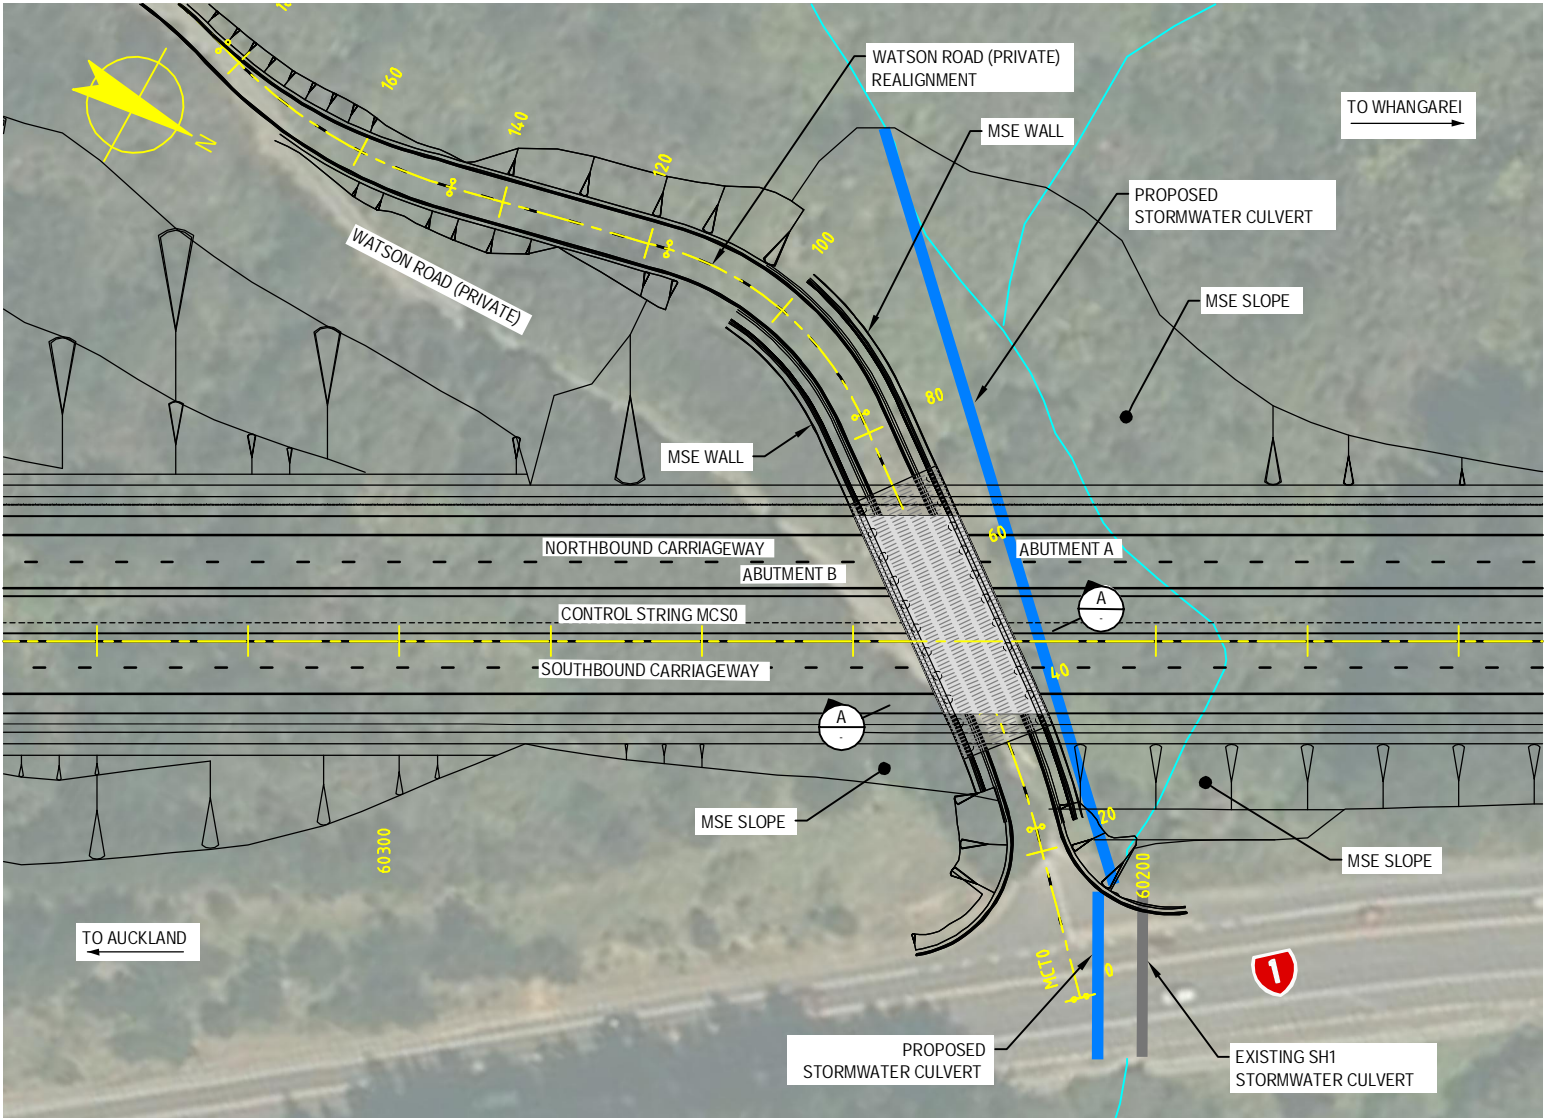 WATSON ROAD (PRIVATE)
REALIGNMENT
160
140
120
100
N
TO WHANGAREI
MSE WALL
PROPOSED
STORMWATER CULVERT
WATSON ROAD (PRIVATE)
MSE SLOPE
80
MSE WALL
60
NORTHBOUND CARRIAGEWAY
ABUTMENT A
ABUTMENT B
A
-
CONTROL STRING MCS0
SOUTHBOUND CARRIAGEWAY
40
A
-
MSE SLOPE
20
60300
60200
MSE SLOPE
TO AUCKLAND
MCT0
0
1
PROPOSED
STORMWATER CULVERT
EXISTING SH1
STORMWATER CULVERT